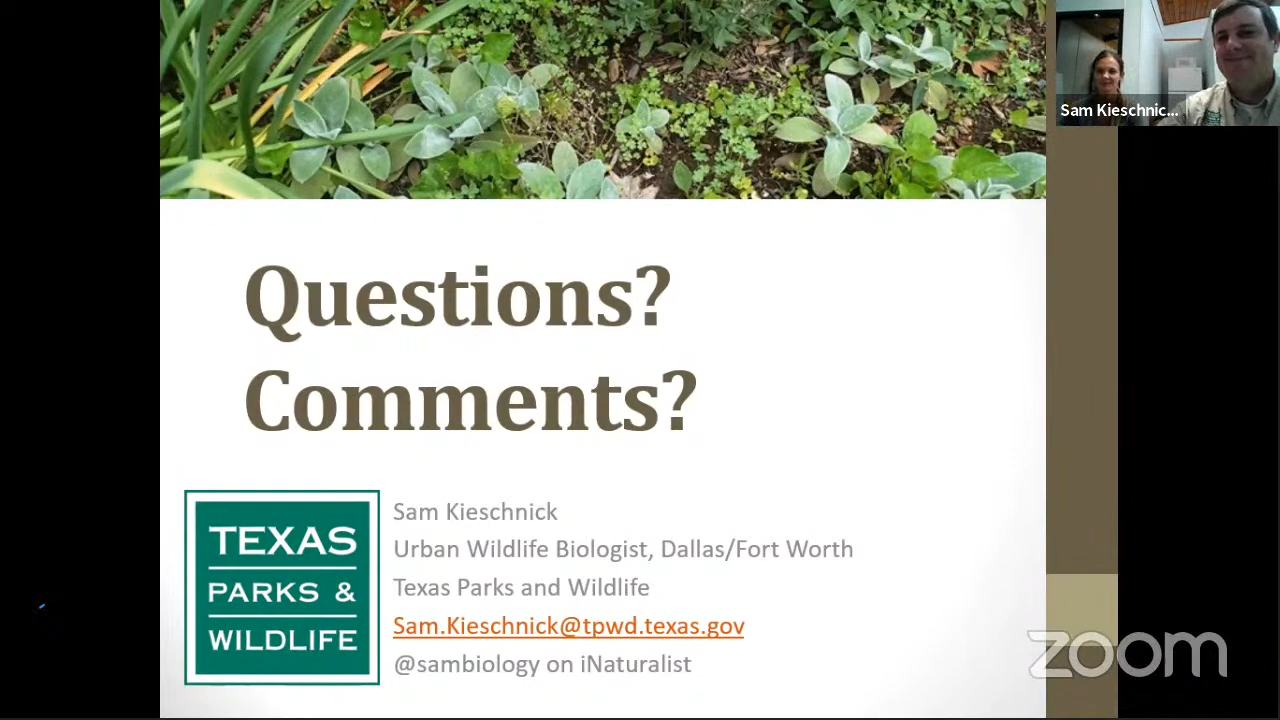 Sam Kieschnic...
Questions?
Comments?
TEXAS
PARKS &
WILDLIFE
Sam Kieschnick
Urban Wildlife Biologist, Dallas/Fort Worth
Texas Parks and Wildlife
Sam.Kieschnick@tpwd.texas.gov
@sambiology on iNaturalist
zoom